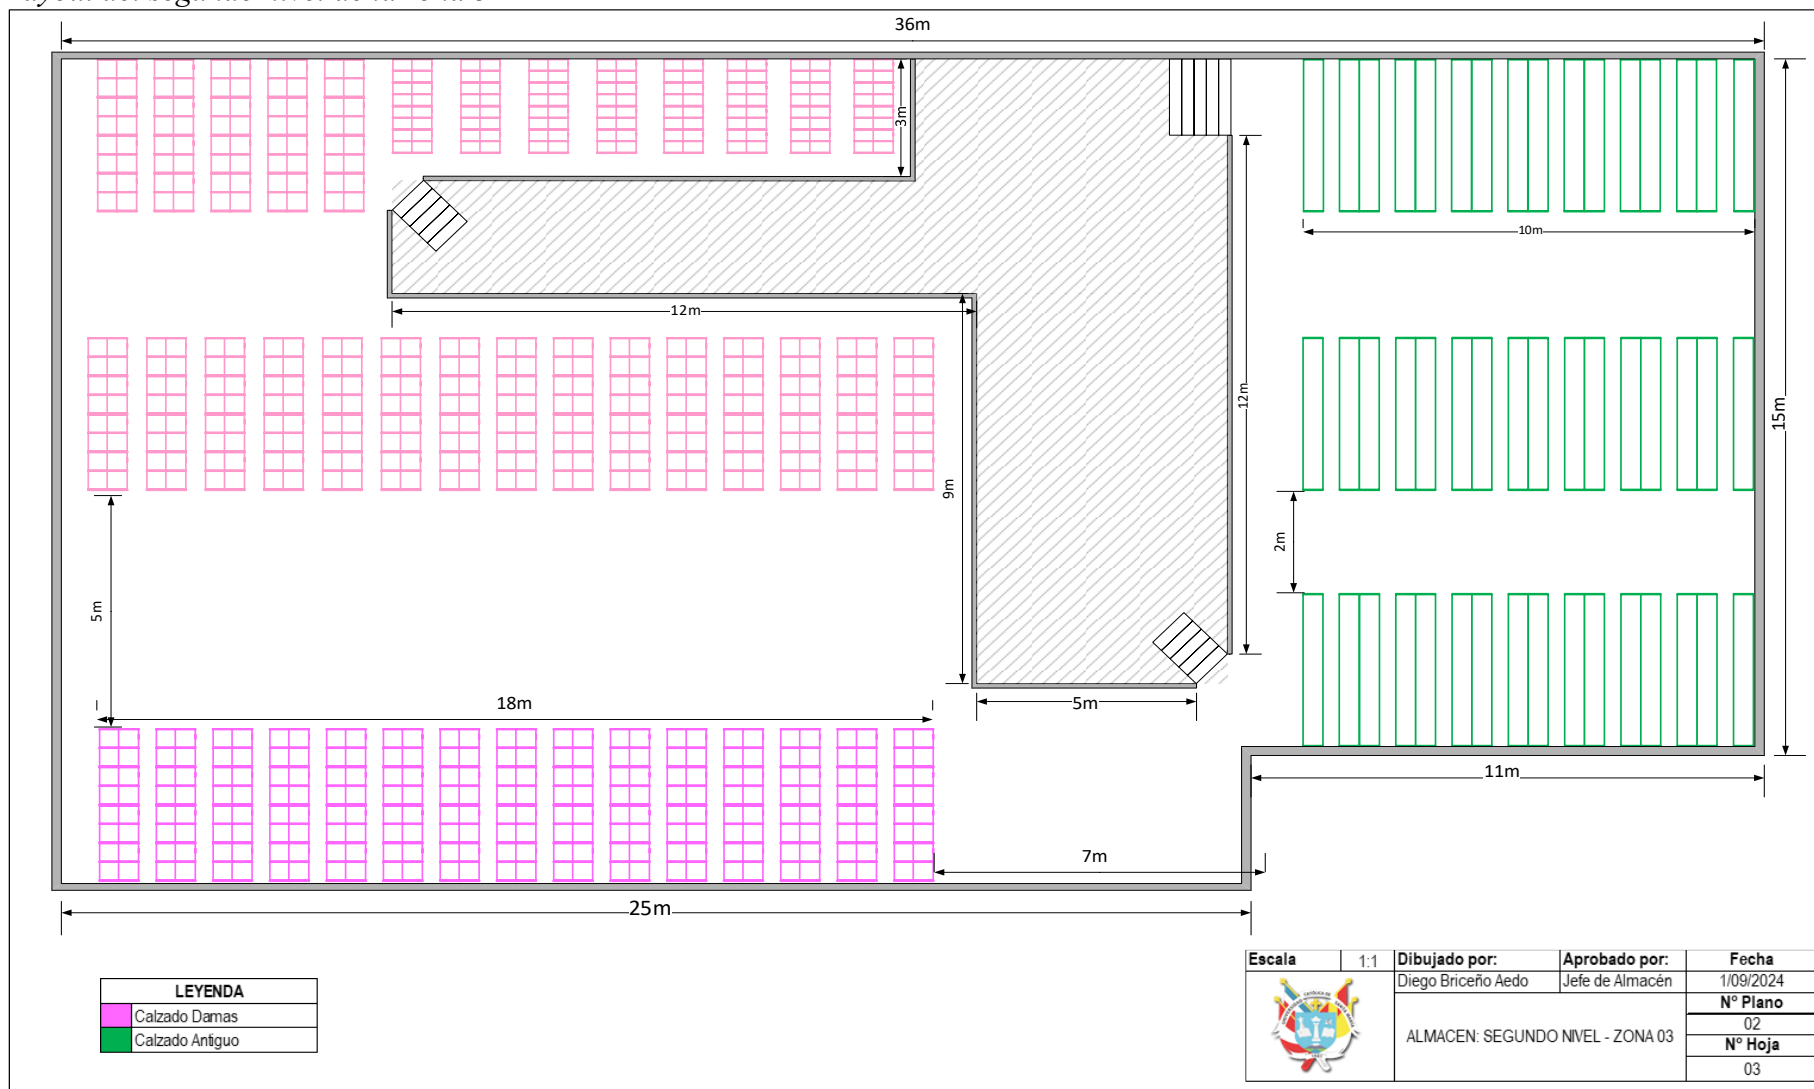 36m
3m
10m
12m
12m
15m
9m
2m
5m
18m
5m
11m
7m
25m
LEYENDA
Calzado Damas
Calzado Antiguo
Escala 1:1 Dibujado por: Aprobado por: Fecha
Diego Briceño Aedo Jefe de Almacén 1/09/2024
Nº Plano
02
ALMACEN: SEGUNDO NIVEL - ZONA 03
Nº Hoja
03